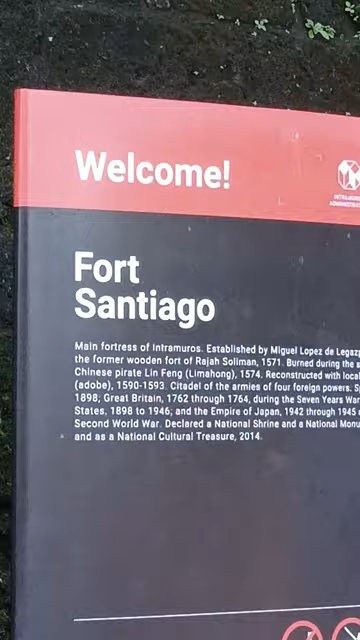 Welcome!
INTRAMUROS
Fort
Santiago
Main fortress of Intramuros. Established by Miguel Lopez de Legaz
the former wooden fort of Rajah Soliman, 1571. Burned during the s
Chinese pirate Lin Feng (Limahong), 1574. Reconstructed with local
(adobe), 1590-1593. Citadel of the armies of four foreign powers. S
1898; Great Britain, 1762 through 1764, during the Seven Years War
States, 1898 to 1946; and the Empire of Japan, 1942 through 1945
Second World War. Declared a National Shrine and a National Monu
and as a National Cultural Treasure, 2014.